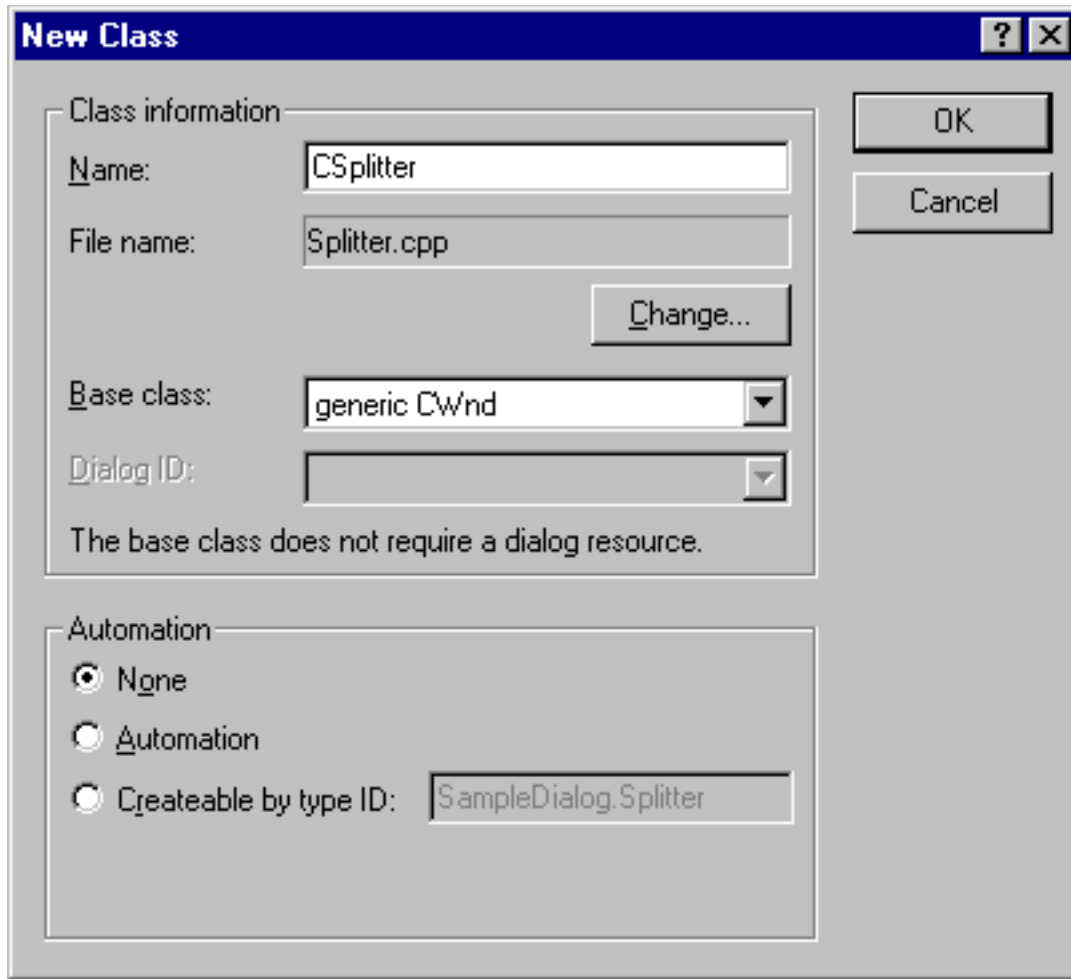 New Class
Class information
OK
Name: CSplitter
Cancel
File name: Splitter.cpp
Change...
Base class: generic CWnd
Dialog ID:
The base class does not require a dialog resource.
Automation
None
Automation
Createable by type ID: SampleDialog.Splitter